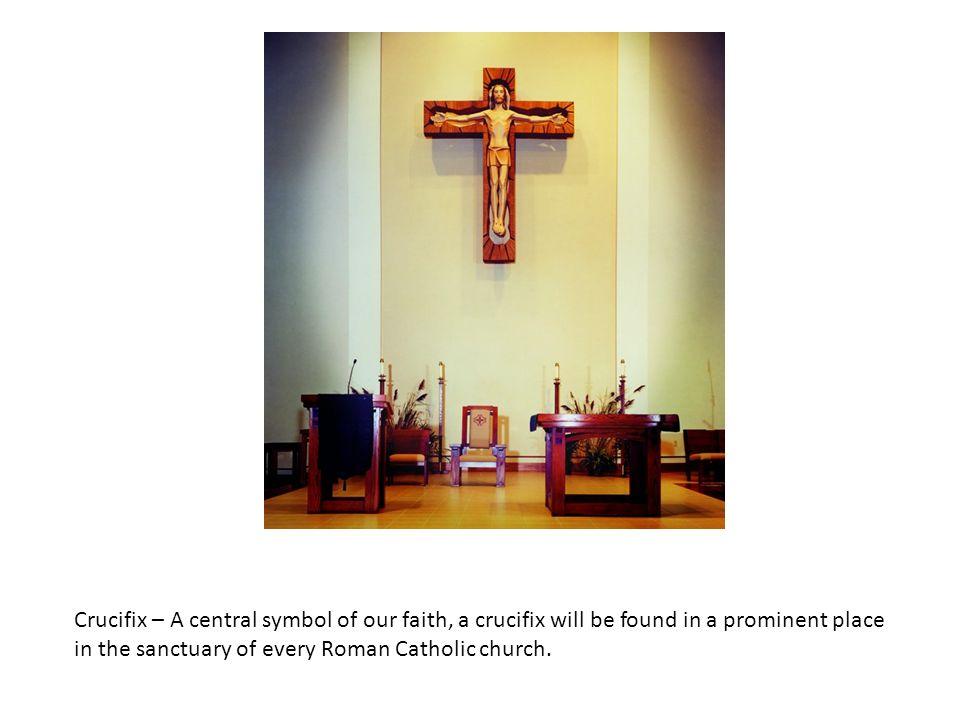 Crucifix – A central symbol of our faith, a crucifix will be found in a prominent place
in the sanctuary of every Roman Catholic church.